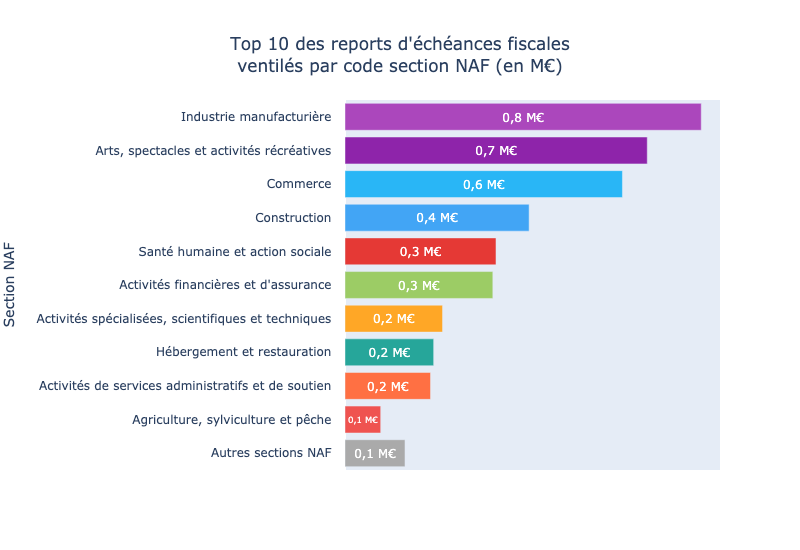 Top 10 des reports d'échéances fiscales
ventilés par code section NAF (en M€)
Section NAF
Industrie manufacturière 0,8 M€
Arts, spectacles et activités récréatives 0,7 M€
Commerce 0,6 M€
Construction 0,4 M€
Santé humaine et action sociale 0,3 M€
Activités financières et d'assurance 0,3 M€
Activités spécialisées, scientifiques et techniques 0,2 M€
Hébergement et restauration 0,2 M€
Activités de services administratifs et de soutien 0,2 M€
Agriculture, sylviculture et pêche 0,1 M€
Autres sections NAF 0,1 M€